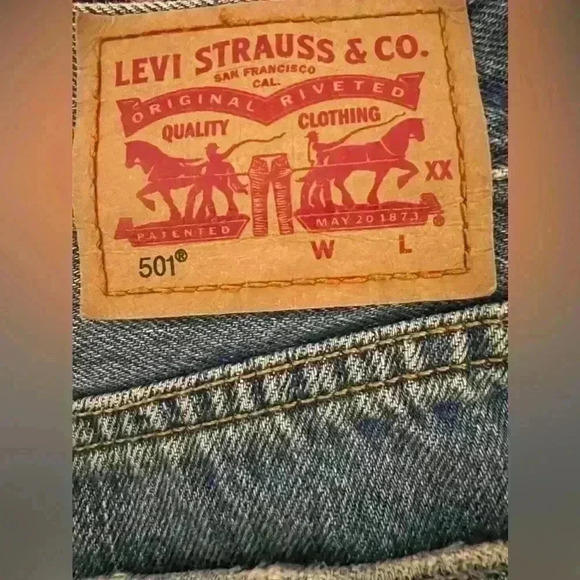 LEVI STRAUSS & CO.
SAN FRANCISCO
CAL.
ORIGINAL RIVETED
QUALITY CLOTHING
XX
PATENTED MAY 20 1873
®
501® W L